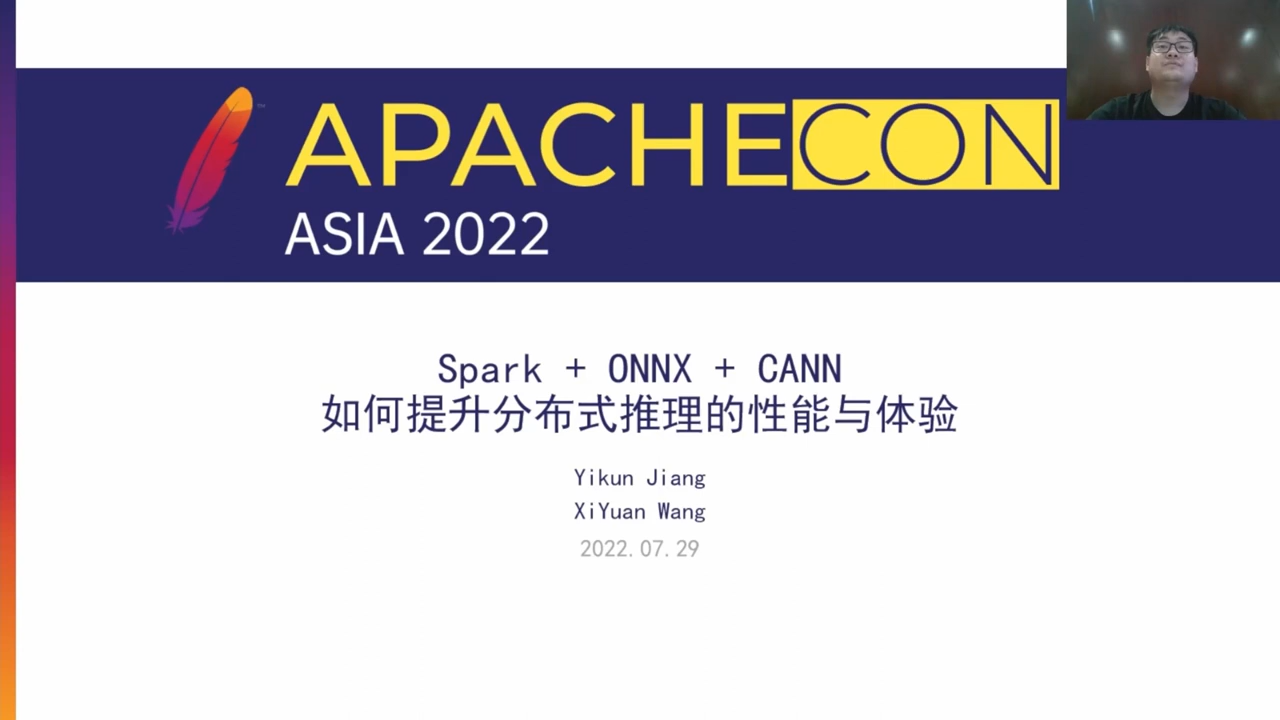 APACHECON
ASIA 2022
Spark + ONNX + CANN
如何提升分布式推理的性能与体验
Yikun Jiang
XiYuan Wang
2022.07.29